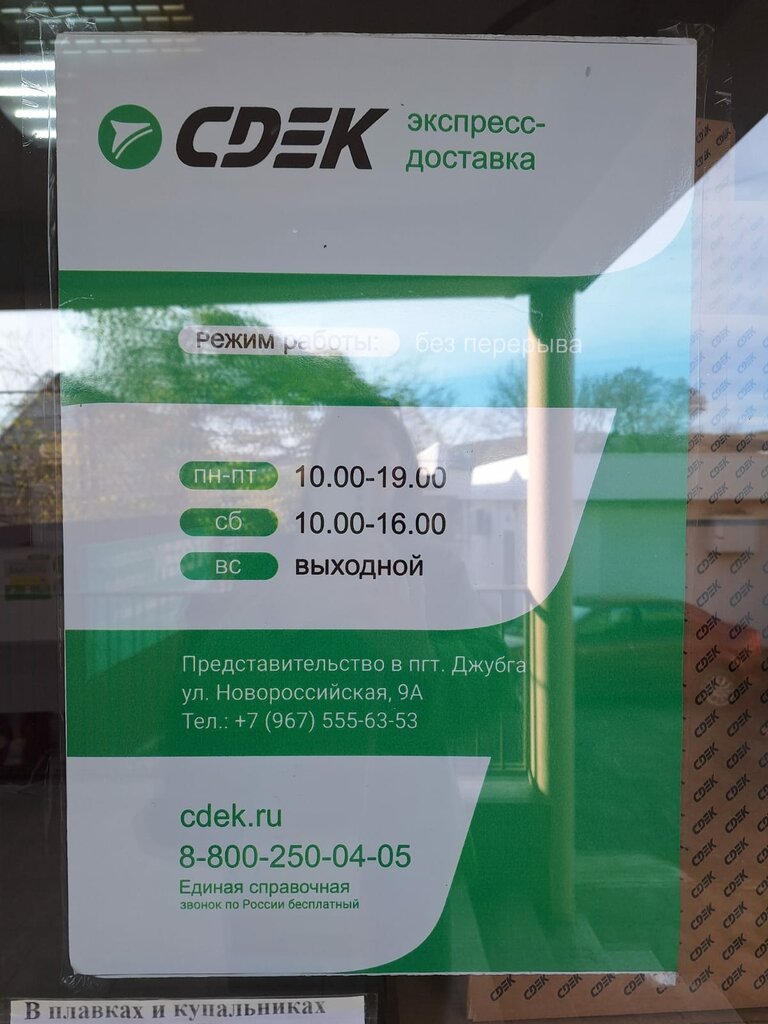 CDEK экспресс-
доставка
Режим работы: без перерыва
пн-пт 10.00-19.00
сб 10.00-16.00
вс выходной
Представительство в пгт. Джубга
ул. Новороссийская, 9А
Тел.: +7 (967) 555-63-53
cdek.ru
8-800-250-04-05
Единая справочная
звонок по России бесплатный
В плавках и купальниках